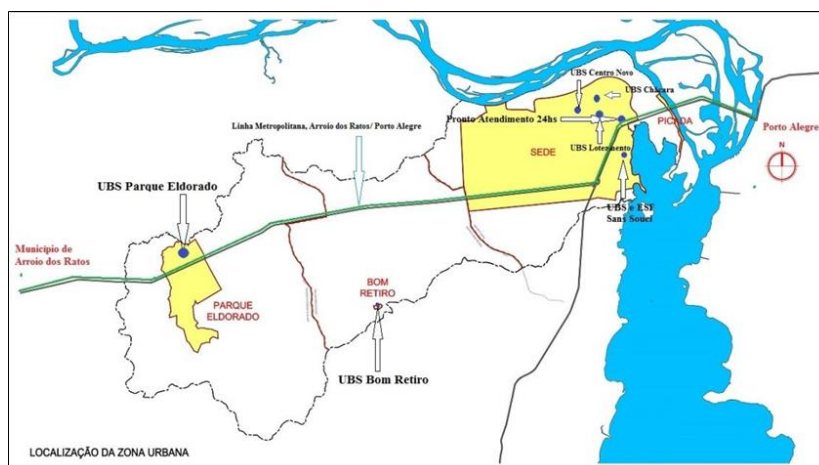 UBS Centro Novo
UBS Chácara
Linha Metropolitana, Arroio dos Ratos/ Porto Alegre
Pronto Atendimento 24hs
PICADA
Porto Alegre
UBS Loteamento
SEDE
N
UBS Parque Eldorado
UBS e ESF
Sans Souci
Município de
Arroio dos Ratos
BOM
RETIRO
PARQUE
ELDORADO
UBS Bom Retiro
LOCALIZAÇÃO DA ZONA URBANA